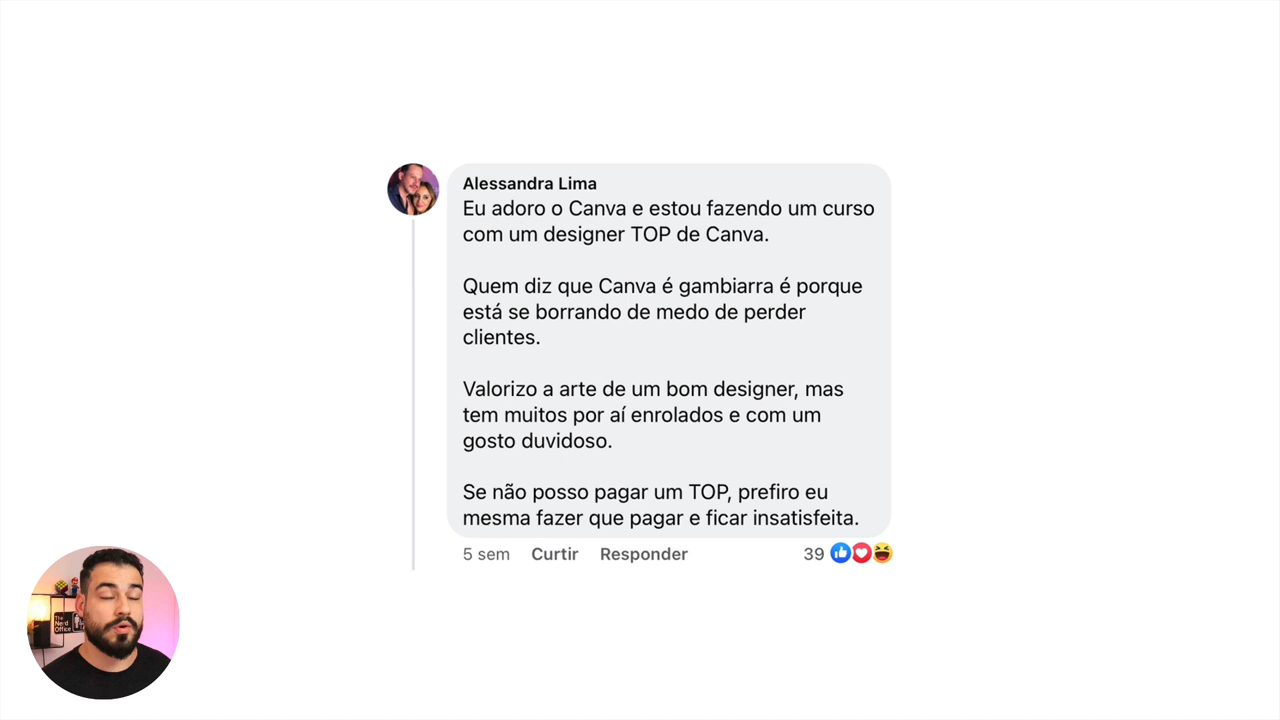 Alessandra Lima
Eu adoro o Canva e estou fazendo um curso
com um designer TOP de Canva.
Quem diz que Canva é gambiarra é porque
está se borrando de medo de perder
clientes.
Valorizo a arte de um bom designer, mas
tem muitos por aí enrolados e com um
gosto duvidoso.
Se não posso pagar um TOP, prefiro eu
mesma fazer que pagar e ficar insatisfeita.
5 sem Curtir Responder 39
The
Nerd
Office